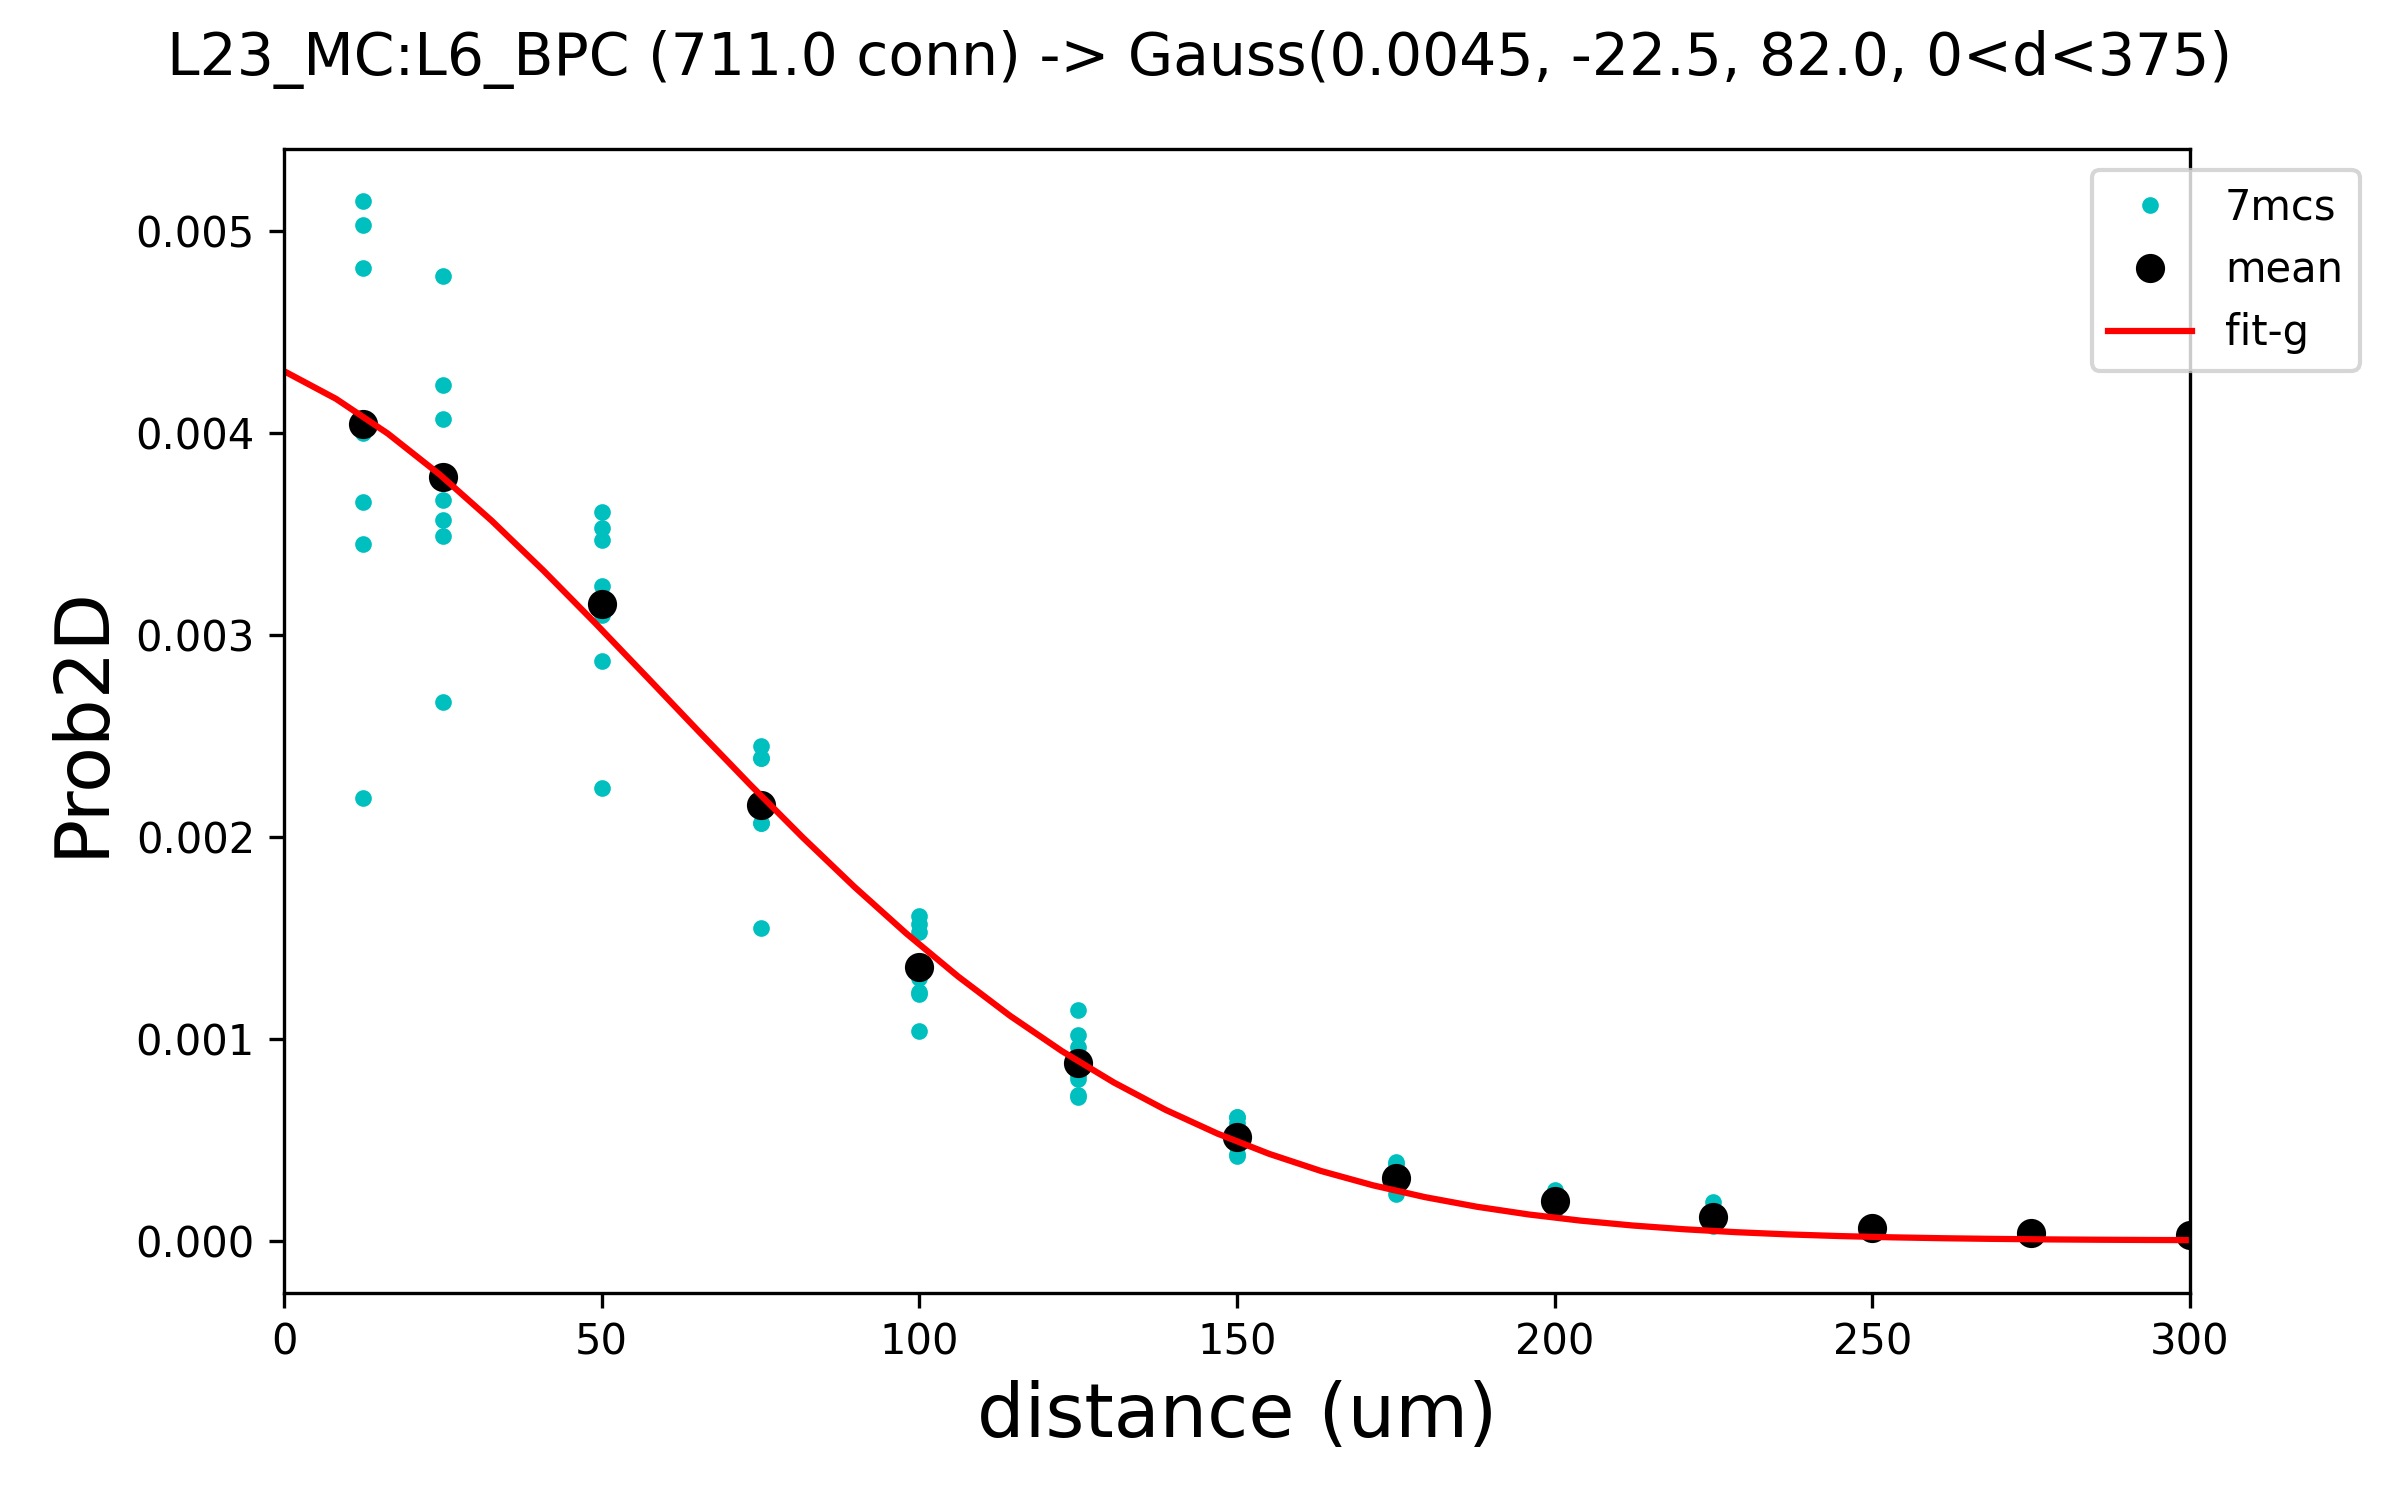 L23_MC:L6_BPC (711.0 conn) -> Gauss(0.0045, -22.5, 82.0, 0<d<375)
7mcs
mean
fit-g
Prob2D
0.005
0.004
0.003
0.002
0.001
0.000
0 50 100 150 200 250 300
distance (um)